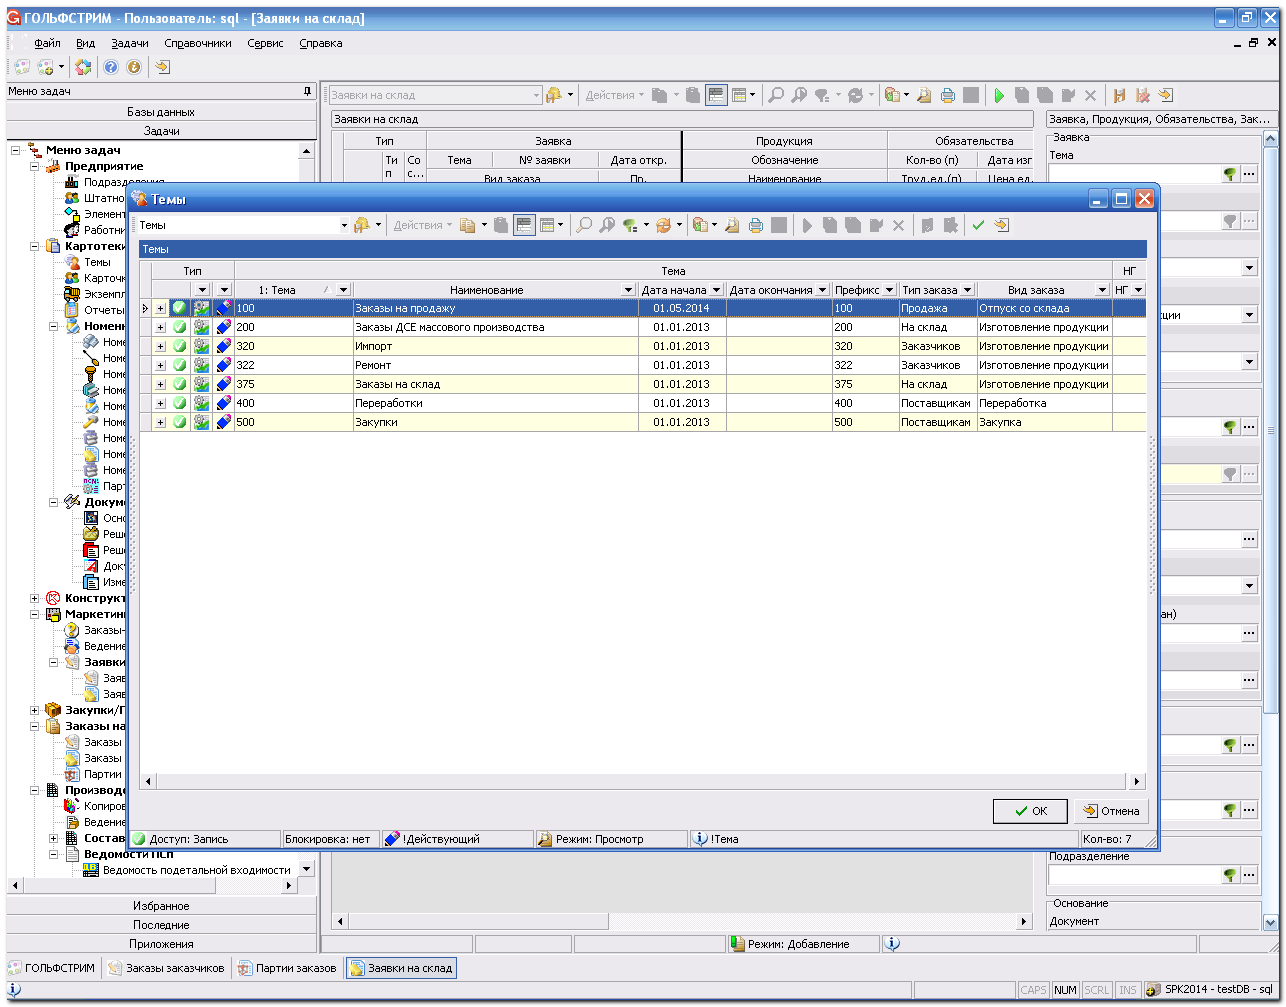 ГОЛЬФСТРИМ - Пользователь: sql - [Заявки на склад]
Файл Вид Задачи Справочники Сервис Справка
Меню задач
Базы данных
Задачи
Меню задач
Предприятие
Подразделения
Штатно
Элемен
Работни
Картотеки
Темы
Карточк
Экземпл
Отчеты
Номенк
Номе
Номе
Номе
Номе
Номе
Номе
Номе
Номе
Номе
Парт
Докуме
Осно
Реше
Реше
Доку
Изме
Конструкт
Маркетинг
Заказы-
Ведение
Заявки
Заяв
Заяв
Закупки/П
Заказы на
Заказы
Заказы
Партии
Производс
Копиров
Ведение
Состав
Ведомости ПСП
Ведомость подетальной входимости
Избранное
Последние
Приложения
Заявки на склад
Действия
Заявки на склад
Тип Заявка Продукция Обязательства
Ти п Со с... Тема № заявки Дата откр. Обозначение Кол-во (п) Дата изг
Вид заказа Пр. Наименование Труд.ед.(п) Цена ед.
Заявка, Продукция, Обязательства, Зак...
Заявка
Тема
ции
ан)
Подразделение
Основание
Документ
Темы
Темы
Действия
Темы
Тип Тема НГ
1: Тема Наименование Дата начала Дата окончания Префикс Тип заказа Вид заказа НГ
100 Заказы на продажу 01.05.2014 100 Продажа Отпуск со склада
200 Заказы ДСЕ массового производства 01.01.2013 200 На склад Изготовление продукции
320 Импорт 01.01.2013 320 Заказчиков Изготовление продукции
322 Ремонт 01.01.2013 322 Заказчиков Изготовление продукции
375 Заказы на склад 01.01.2013 375 На склад Изготовление продукции
400 Переработки 01.01.2013 400 Поставщикам Переработка
500 Закупки 01.01.2013 500 Поставщикам Закупка
OK Отмена
Доступ: Запись Блокировка: нет !Действующий Режим: Просмотр !Тема Кол-во: 7
Режим: Добавление
ГОЛЬФСТРИМ Заказы заказчиков Партии заказов Заявки на склад
CAPS NUM SCRL INS SPK2014 - testDB - sql